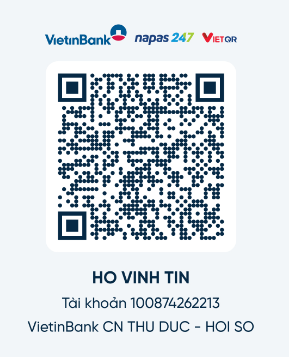 VietinBank napas 247 VIETQR
HO VINH TIN
Tài khoản 100874262213
VietinBank CN THU DUC - HOI SO